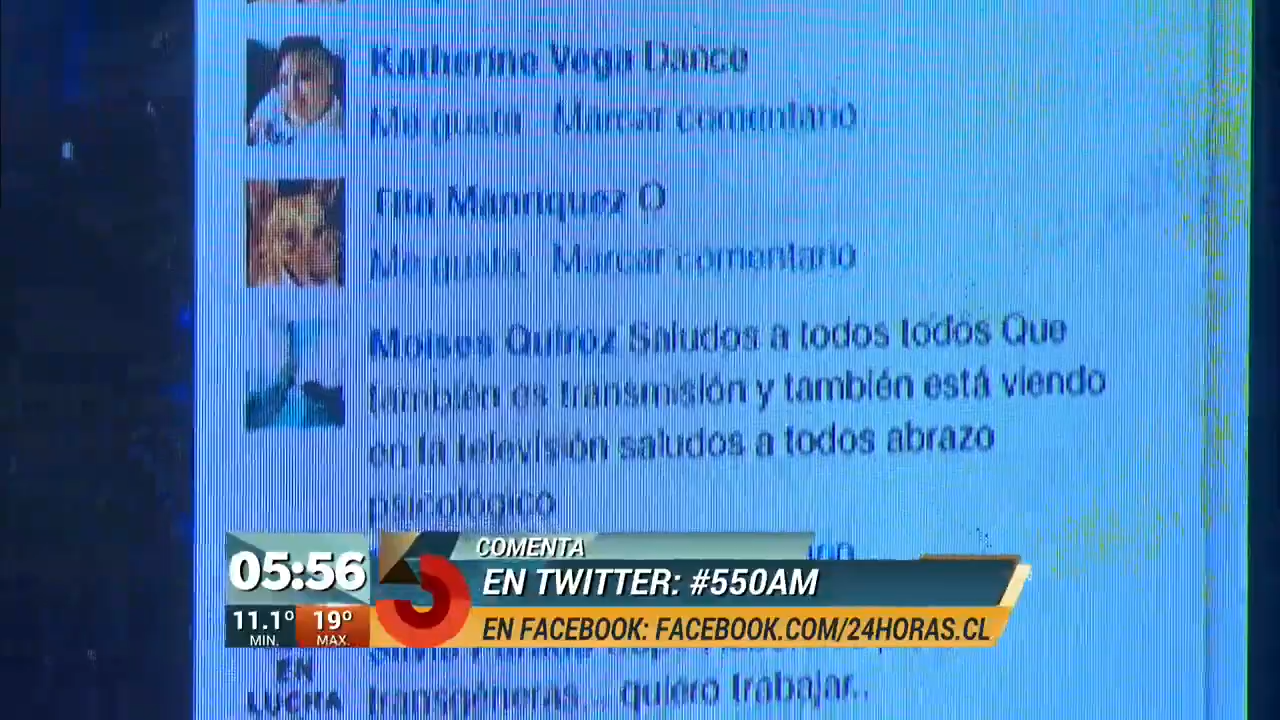 Katherine Vega Dance
Me gusta Marcar comentario
Tito Manriquez O
Me gusta Marcar comentario
Moises Quiroz Saludos a todos todos Que
también es transmisión y también está viendo
en la televisión saludos a todos abrazo
psicológico
05:56
COMENTA
EN TWITTER: #550AM
11.1° 19°
MIN. MAX.
EN FACEBOOK: FACEBOOK.COM/24HORAS.CL
EN
LUCHA
transgéneras... quiero trabajar..